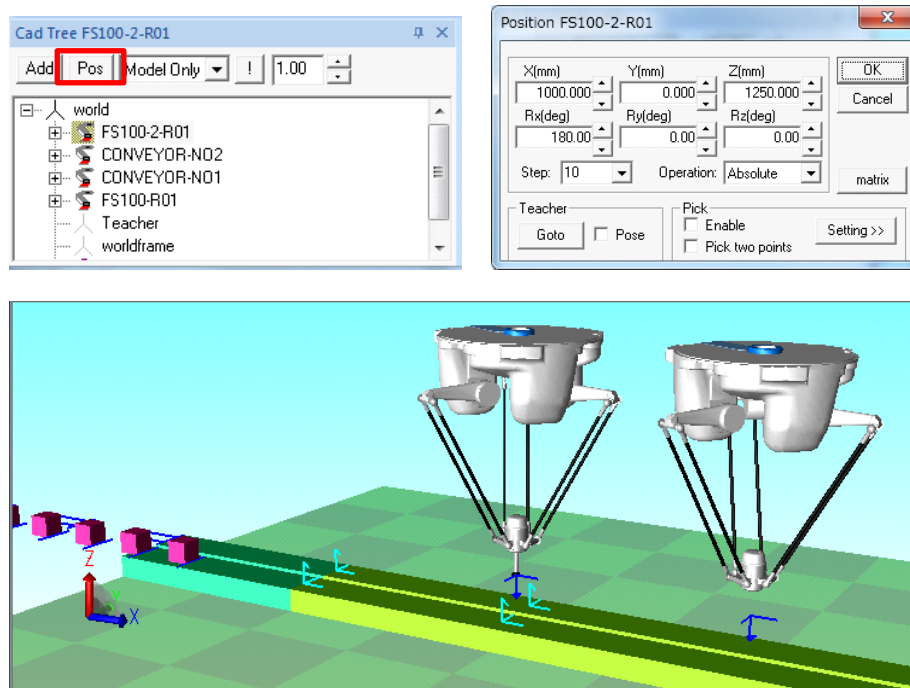 Cad Tree FS100-2-R01
Add Pos Model Only ! 1.00
world
FS100-2-R01
CONVEYOR-NO2
CONVEYOR-NO1
FS100-R01
Teacher
worldframe
Position FS100-2-R01
X(mm) Y(mm) Z(mm)
1000.000 0.000 1250.000
Rx(deg) Ry(deg) Rz(deg)
180.00 0.00 0.00
Step: 10 Operation: Absolute
OK
Cancel
matrix
Teacher
Goto Pose
Pick
Enable
Pick two points
Setting >>
Z
Y
X